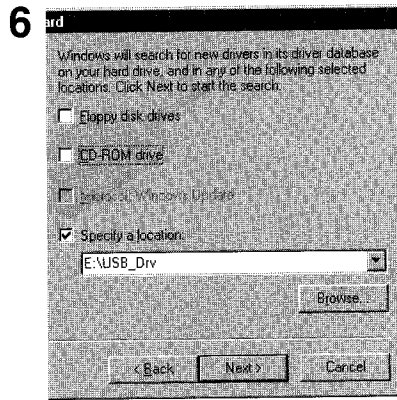 6
ard
Windows will search for new drivers in its driver database
on your hard drive, and in any of the following selected
locations. Click Next to start the search.
Floppy disk drives
CD-ROM drive
Microsoft Windows Update
Specify a location:
E:\USB_Drv
Browse...
< Back Next > Cancel